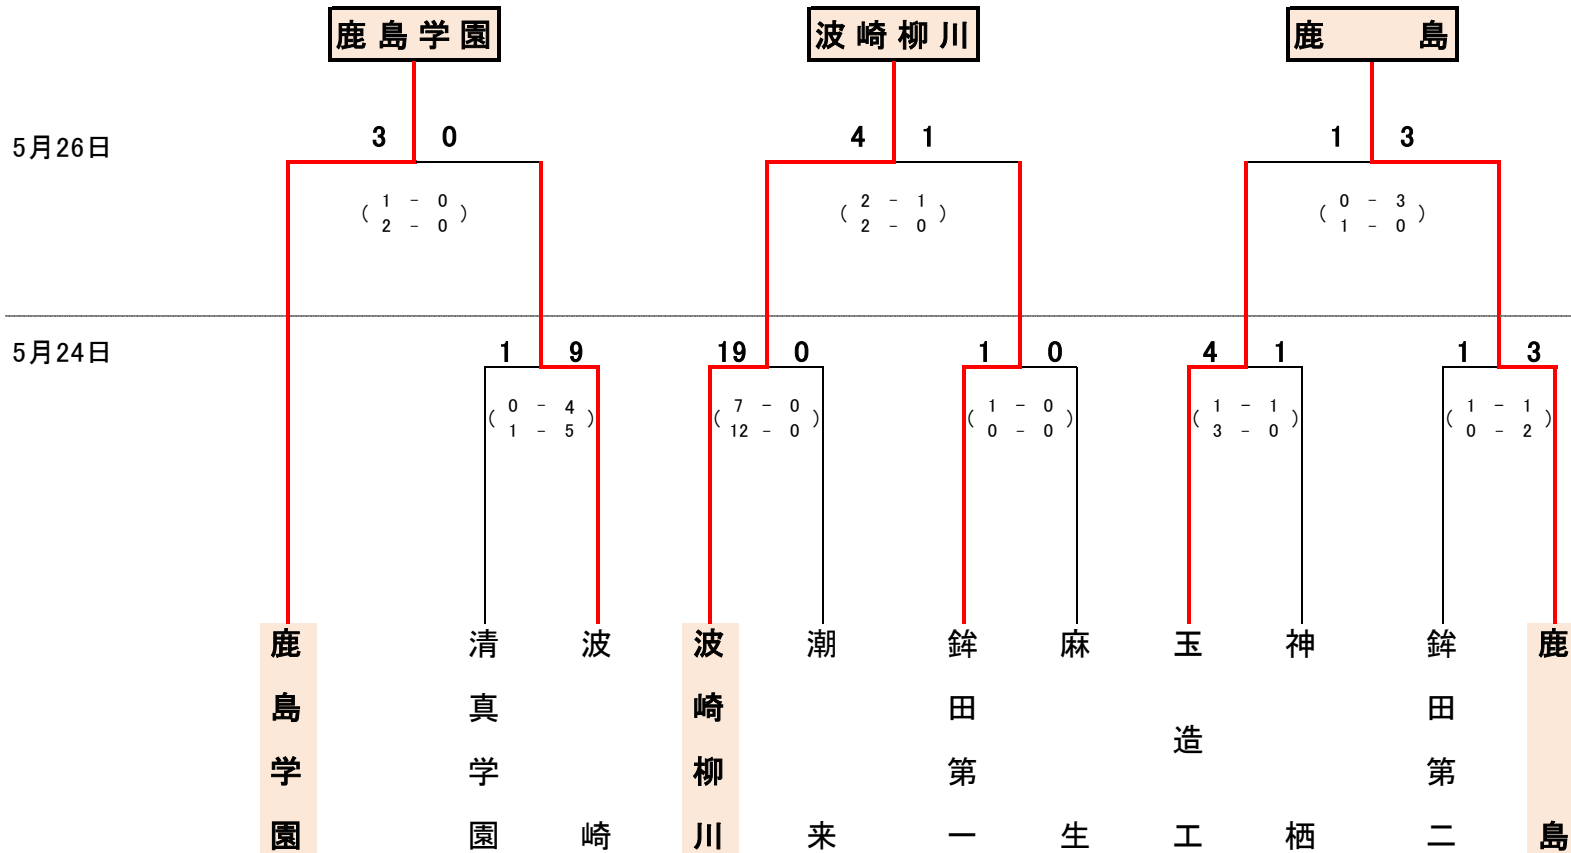 鹿島学園 波崎柳川 鹿島
5月26日
3 0 4 1 1 3
( 1 - 0 ) ( 2 - 1 ) ( 0 - 3 )
2 - 0 2 - 0 1 - 0
5月24日
1 9 19 0 1 0 4 1 1 3
( 0 - 4 ) ( 7 - 0 ) ( 1 - 0 ) ( 1 - 1 ) ( 1 - 1 )
1 - 5 12 - 0 0 - 0 3 - 0 0 - 2
鹿島学園
清真学園
波崎
波崎柳川
潮来
鉾田第一
麻生
玉造工
神栖
鉾田第二
鹿島